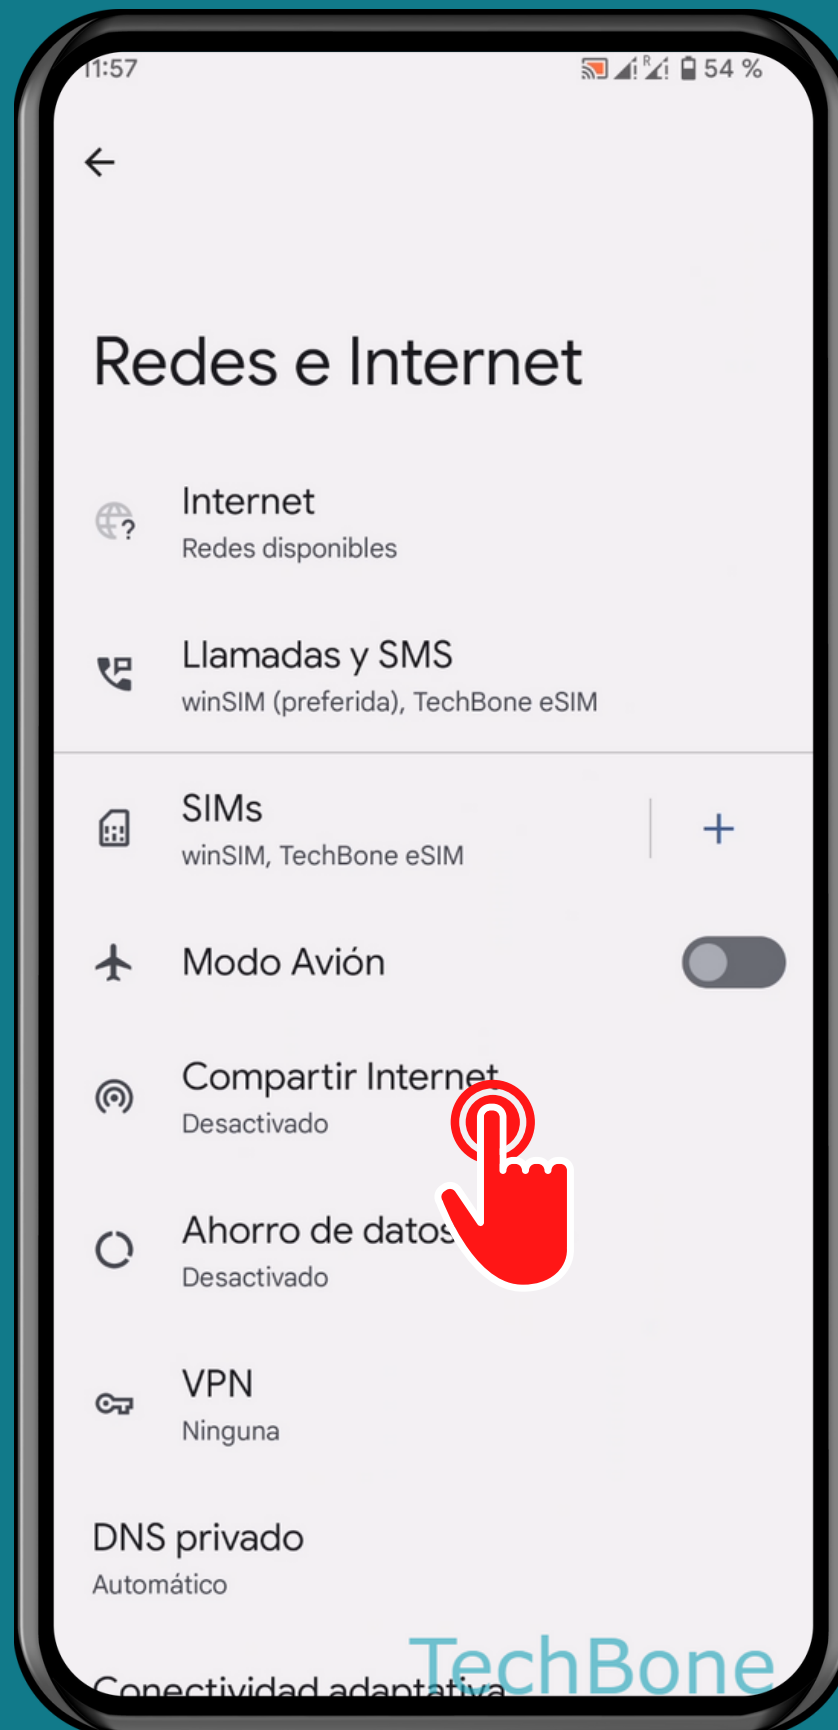 11:57 R 54 %
Redes e Internet
Internet
Redes disponibles
Llamadas y SMS
winSIM (preferida), TechBone eSIM
SIMs
winSIM, TechBone eSIM
Modo Avión
Compartir Internet
Desactivado
Ahorro de datos
Desactivado
VPN
Ninguna
DNS privado
Automático
Conectividad adaptativa
TechBone